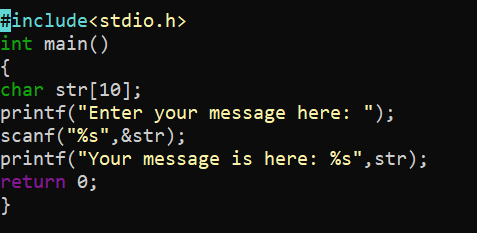 #include<stdio.h>
int main()
{
char str[10];
printf("Enter your message here: ");
scanf("%s",&str);
printf("Your message is here: %s",str);
return 0;
}